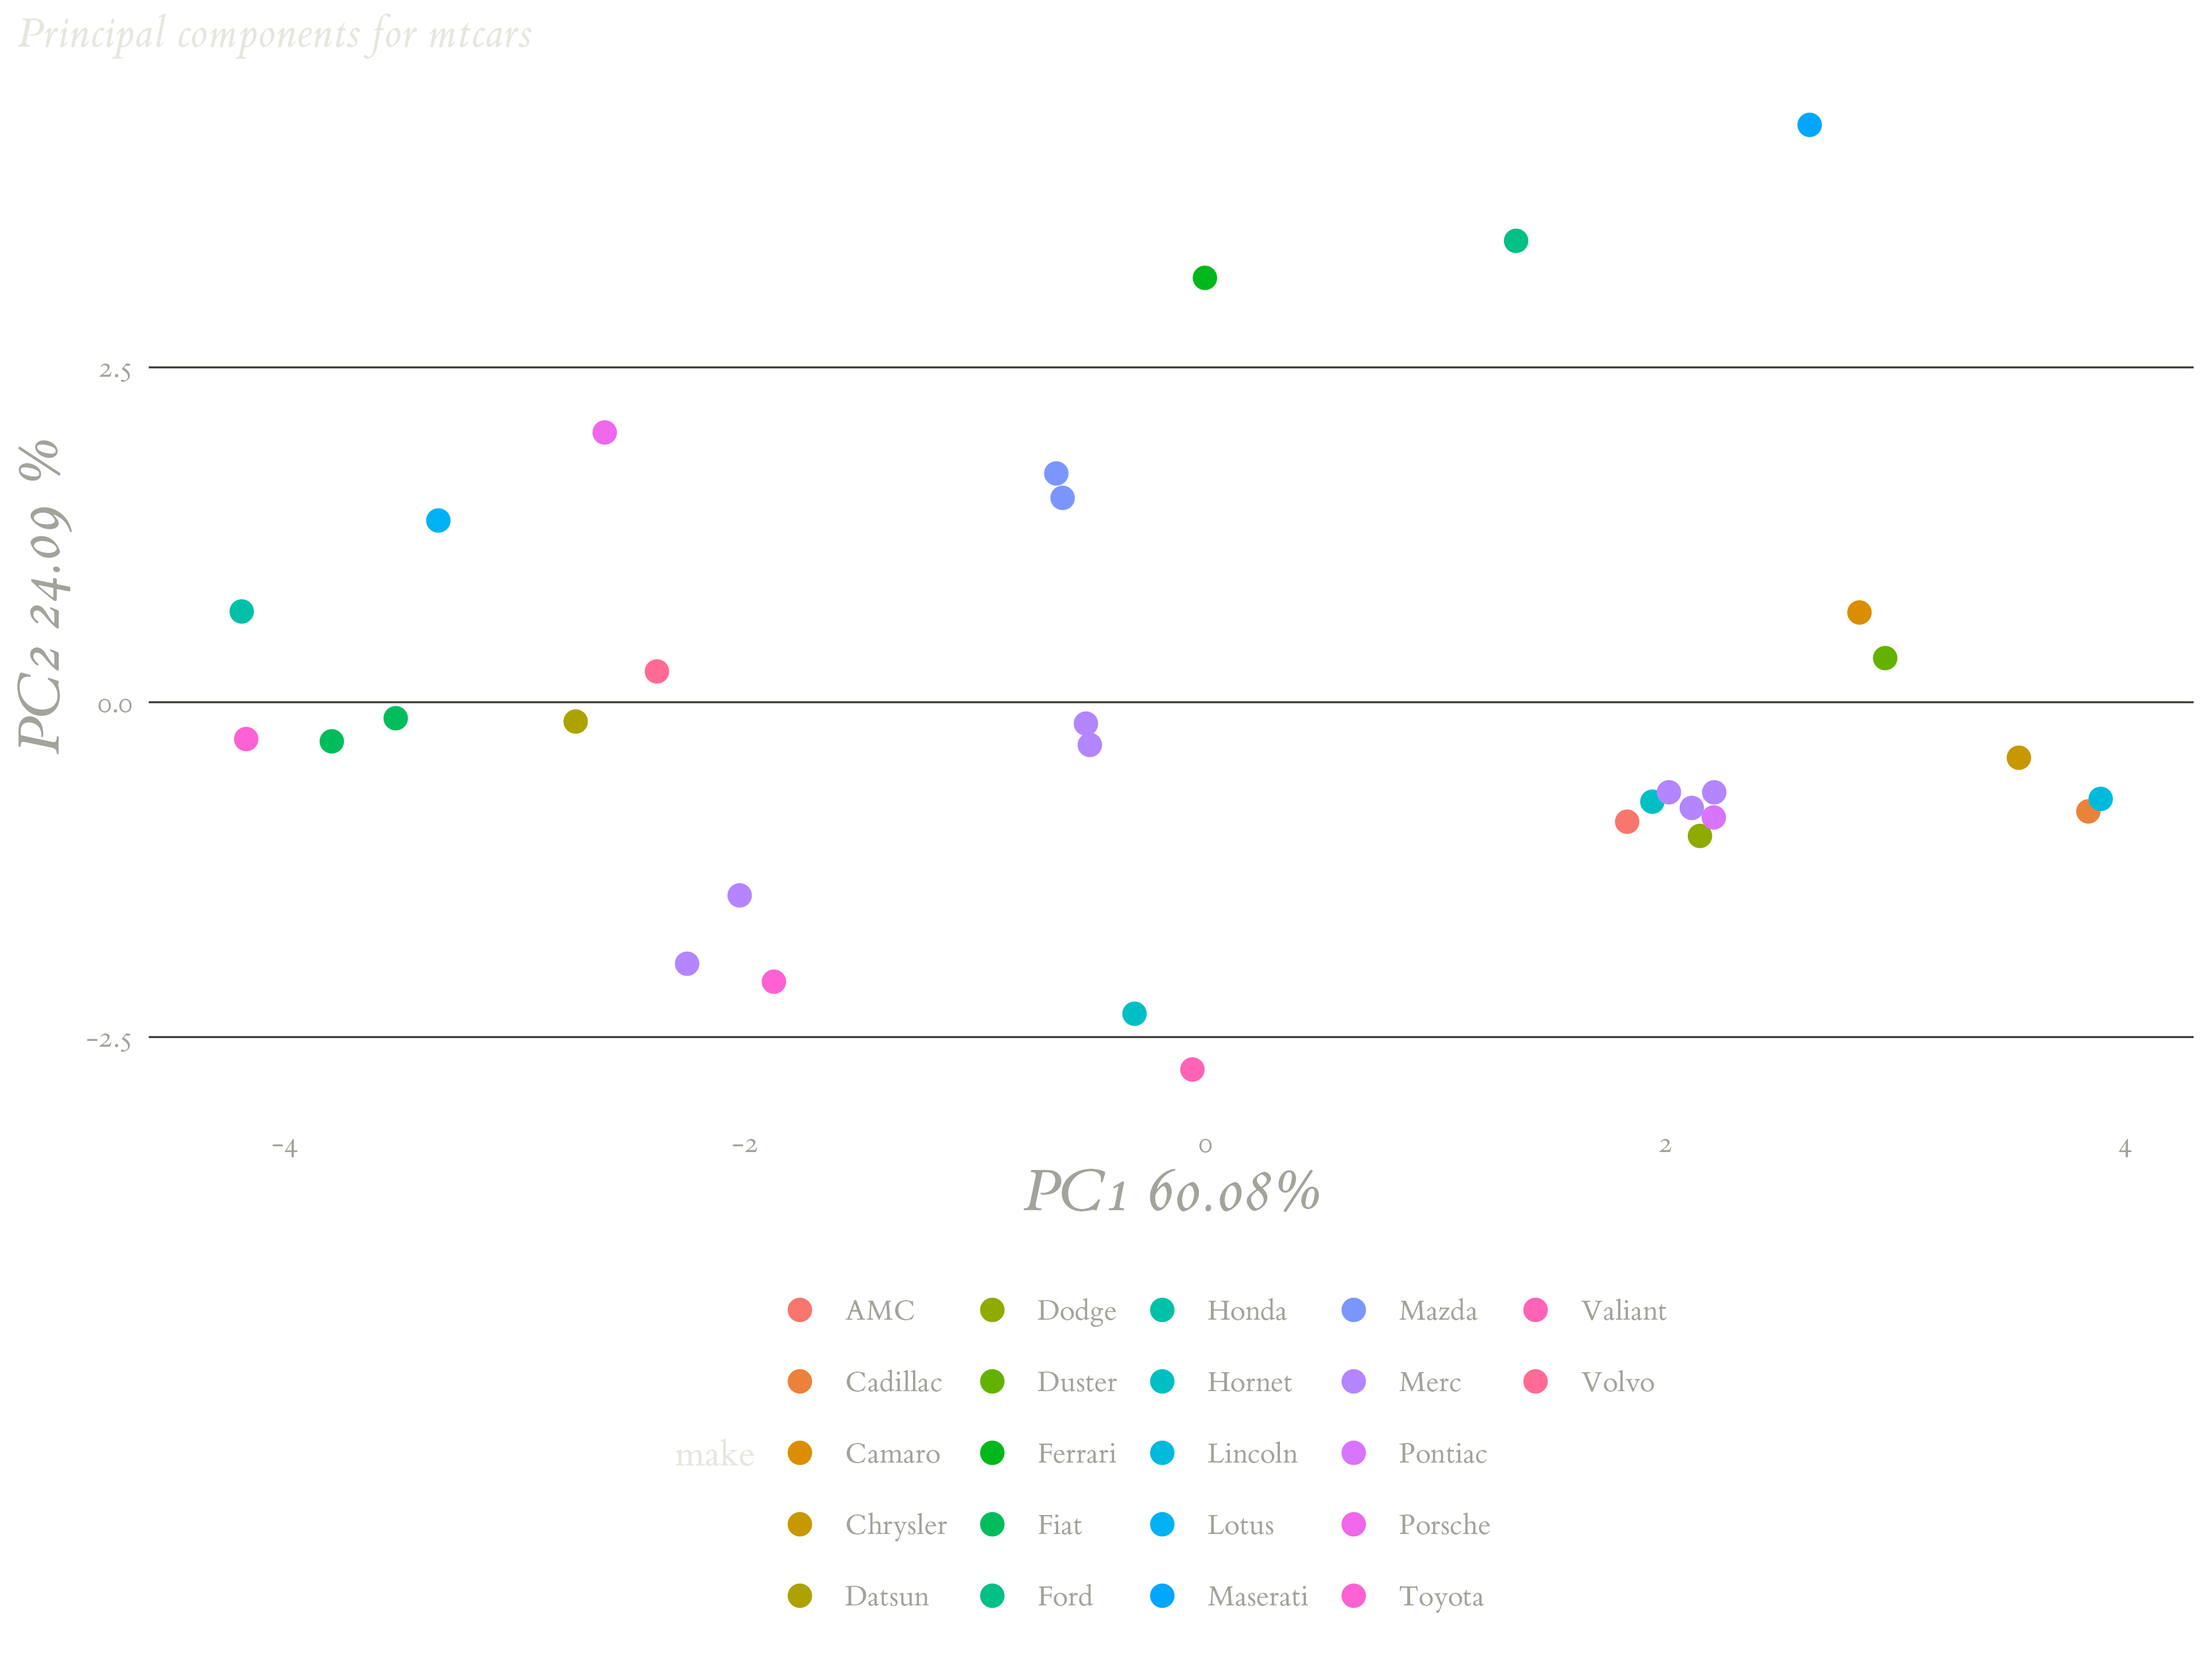 Principal components for mtcars
PC2 24.09 %
2.5
0.0
-2.5
-4 -2 0 2 4
PC1 60.08%
make
AMC Dodge Honda Mazda Valiant
Cadillac Duster Hornet Merc Volvo
Camaro Ferrari Lincoln Pontiac
Chrysler Fiat Lotus Porsche
Datsun Ford Maserati Toyota